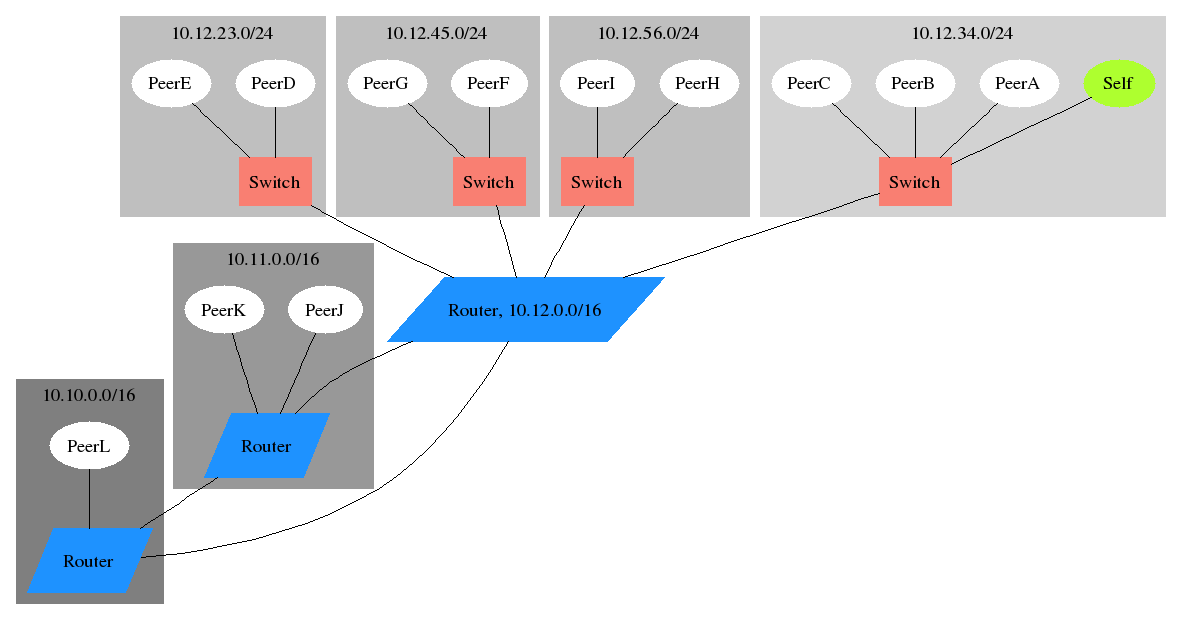 10.12.23.0/24
10.12.45.0/24
10.12.56.0/24
10.12.34.0/24
PeerE
PeerD
PeerG
PeerF
PeerI
PeerH
PeerC
PeerB
PeerA
Self
Switch
Switch
Switch
Switch
10.11.0.0/16
PeerK
PeerJ
Router, 10.12.0.0/16
10.10.0.0/16
PeerL
Router
Router